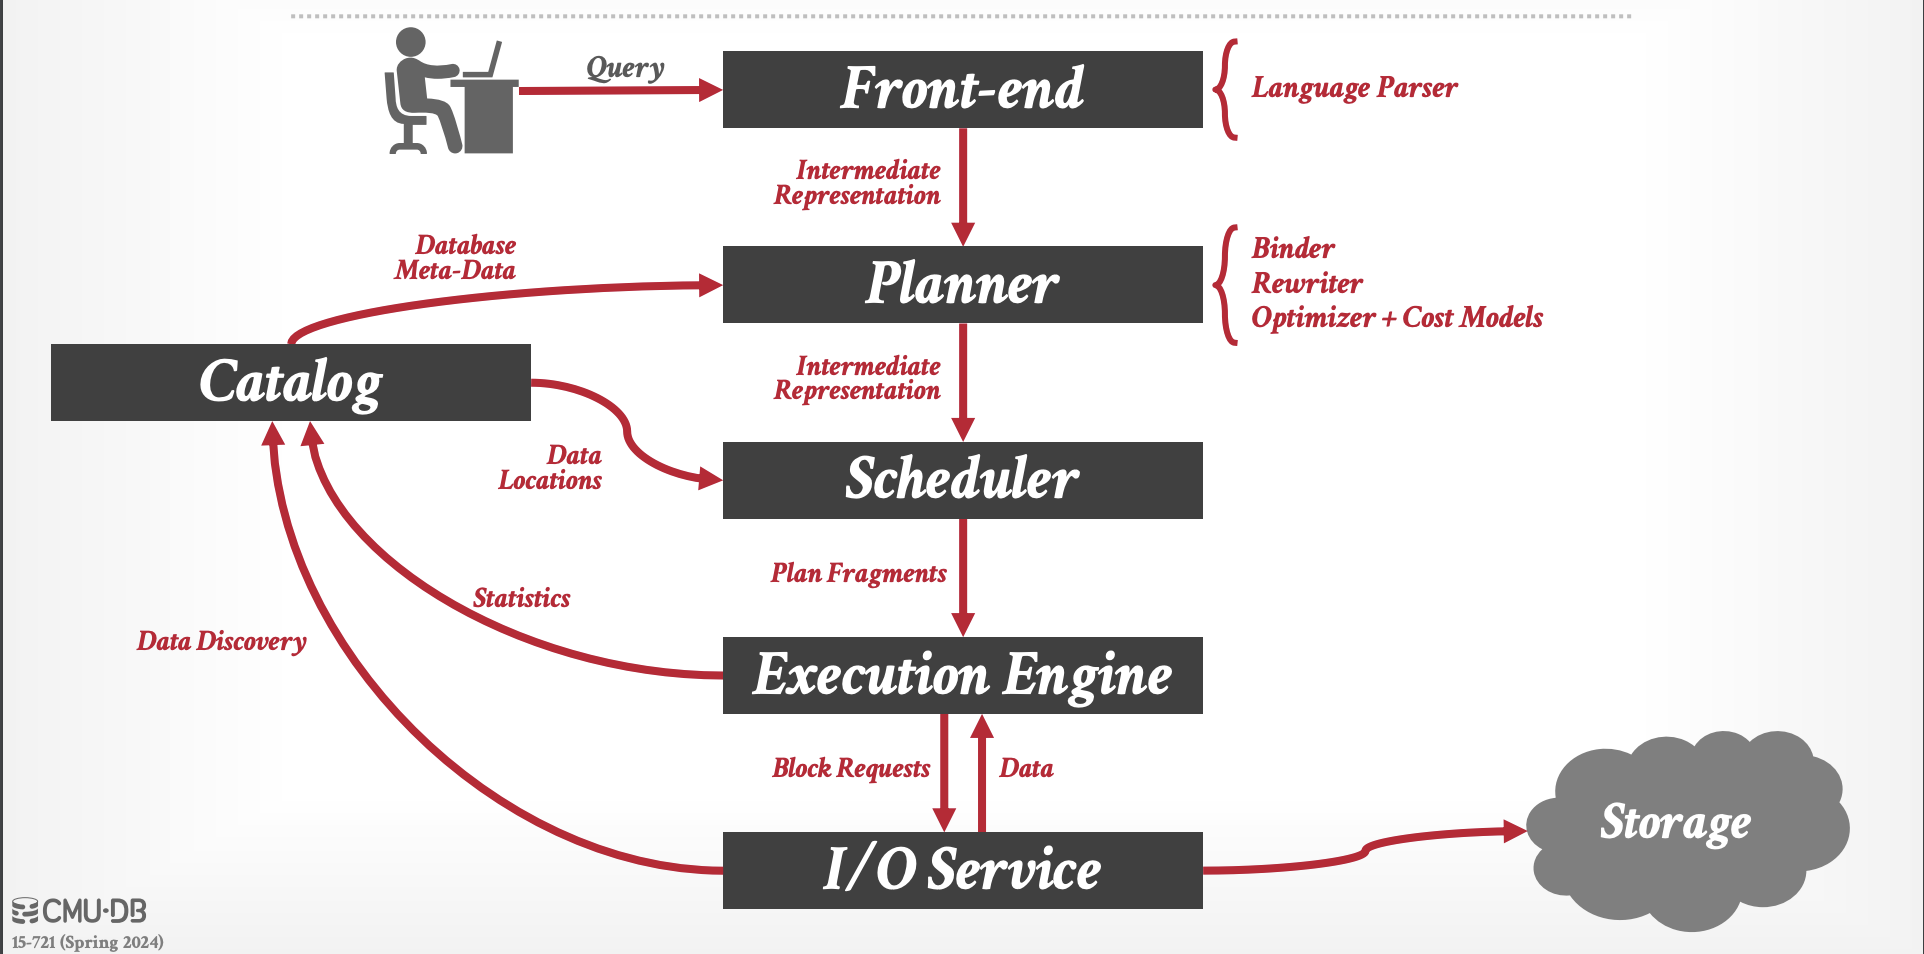 Query
Front-end
Language Parser
Intermediate
Representation
Database
Meta-Data
Planner
Binder
Rewriter
Optimizer + Cost Models
Catalog
Intermediate
Representation
Data
Locations
Scheduler
Plan Fragments
Statistics
Data Discovery
Execution Engine
Block Requests
Data
I/O Service
Storage
CMU·DB
15-721 (Spring 2024)